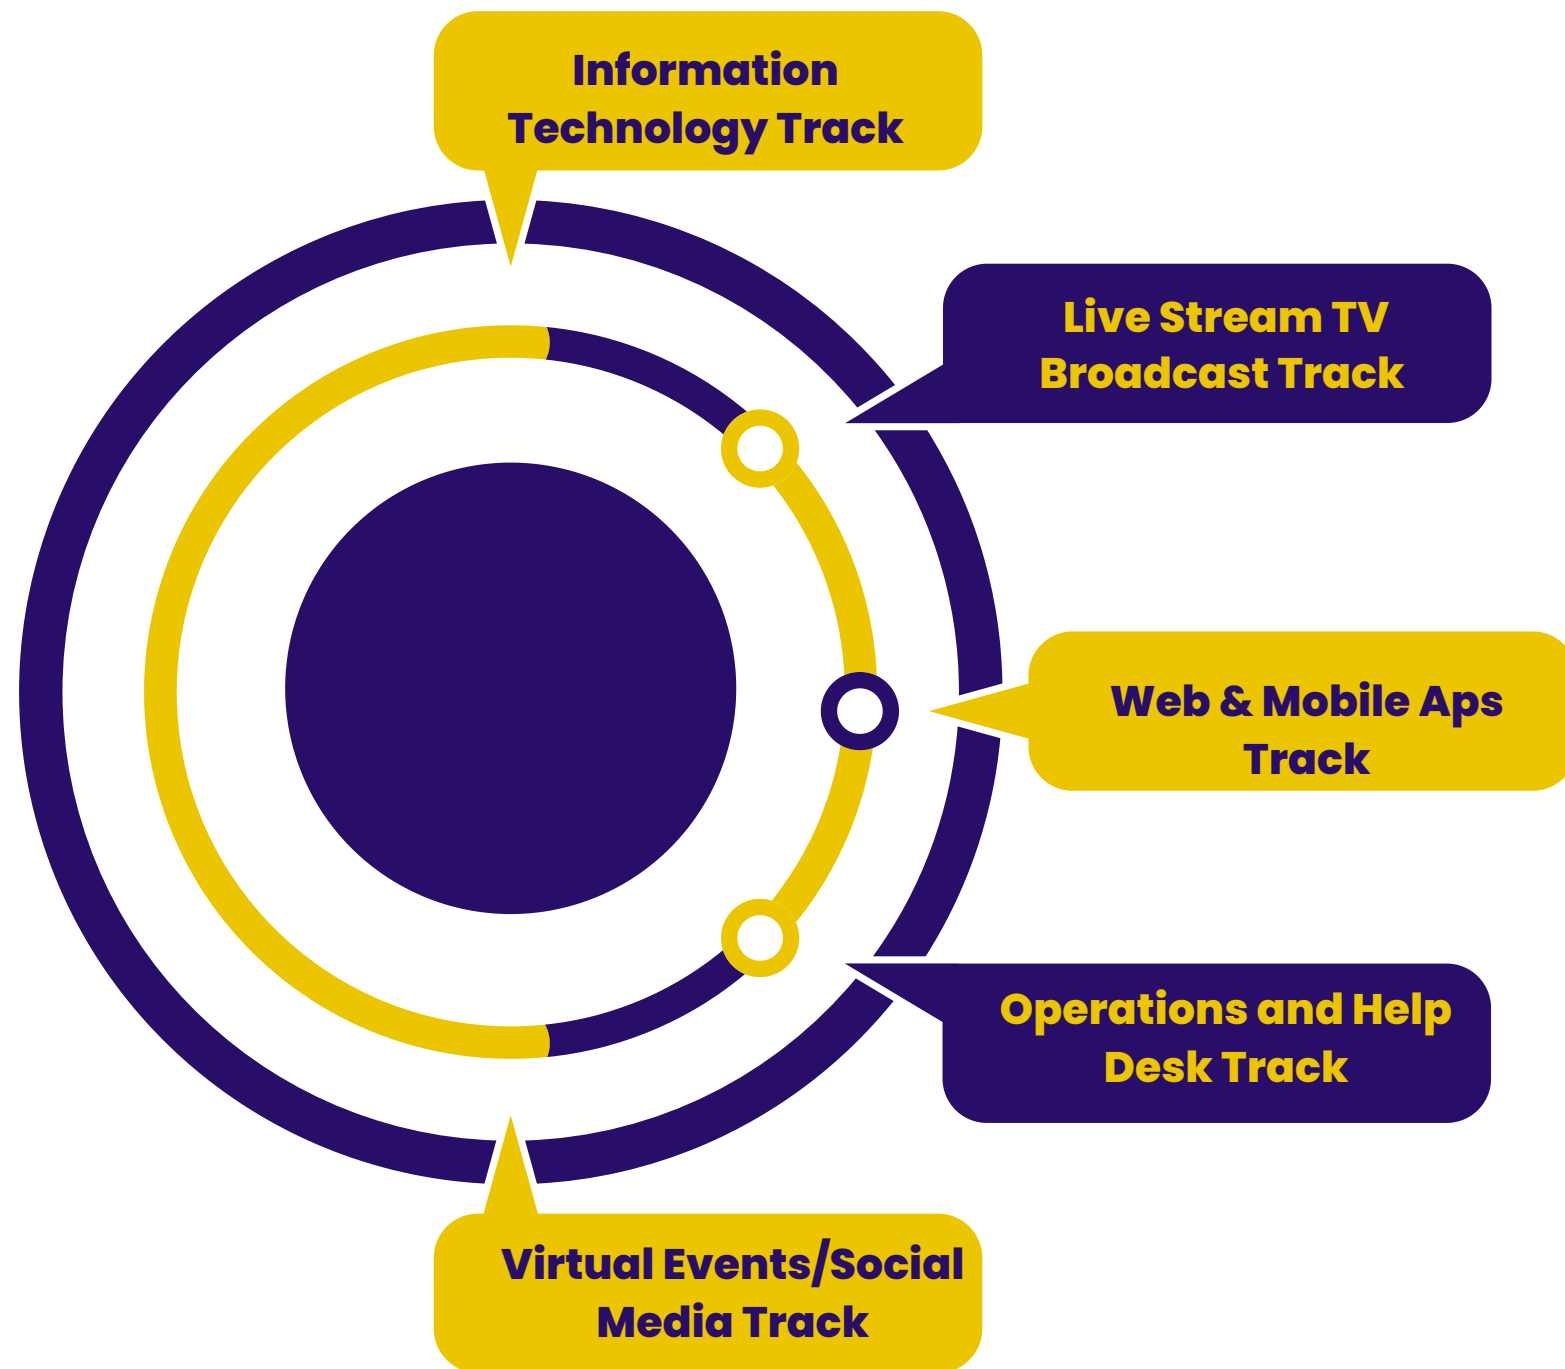 Information
Technology Track
Live Stream TV
Broadcast Track
Web & Mobile Aps
Track
Operations and Help
Desk Track
Virtual Events/Social
Media Track